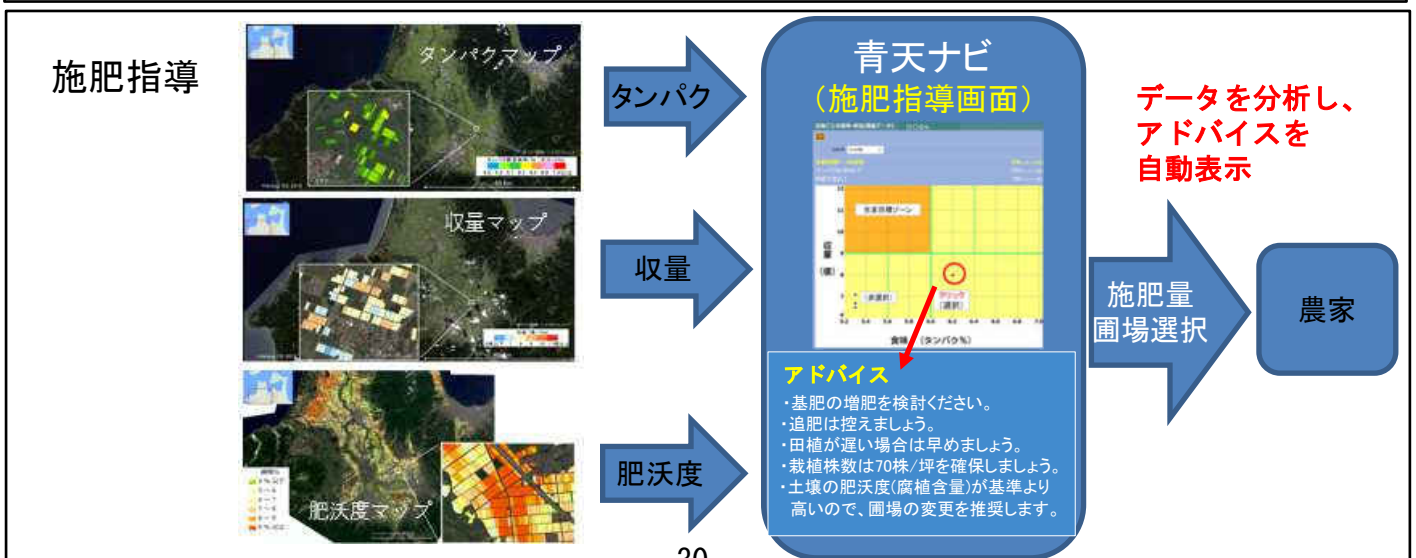 施肥指導
タンパクマップ
収量マップ
肥沃度マップ
タンパク
収量
肥沃度
青天ナビ
(施肥指導画面)
生産目標ゾーン
収量
(俵)
(非選択)
クリック
(選択)
(タンパク%)
アドバイス
・基肥の増肥を検討ください。
・追肥は控えましょう。
・田植が遅い場合は早めましょう。
・栽植株数は70株/坪を確保しましょう。
・土壌の肥沃度(腐植含量)が基準より
高いので、圃場の変更を推奨します。
データを分析し、
アドバイスを
自動表示
施肥量
圃場選択
農家